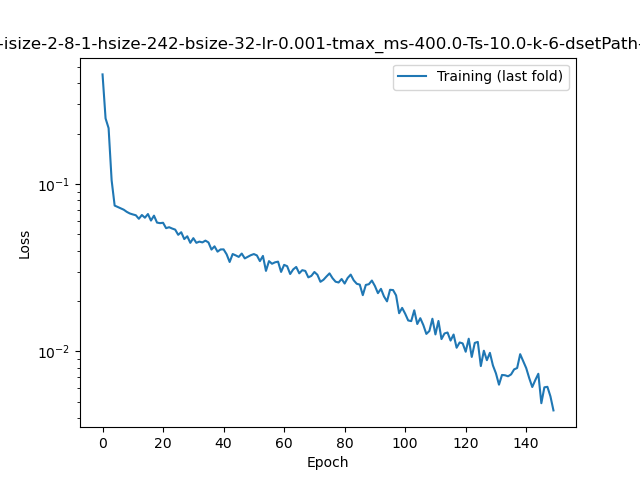 -isize-2-8-1-hsize-242-bsize-32-lr-0.001-tmax_ms-400.0-Ts-10.0-k-6-dsetPath-
Training (last fold)
Loss
10⁻¹
10⁻²
0 20 40 60 80 100 120 140
Epoch